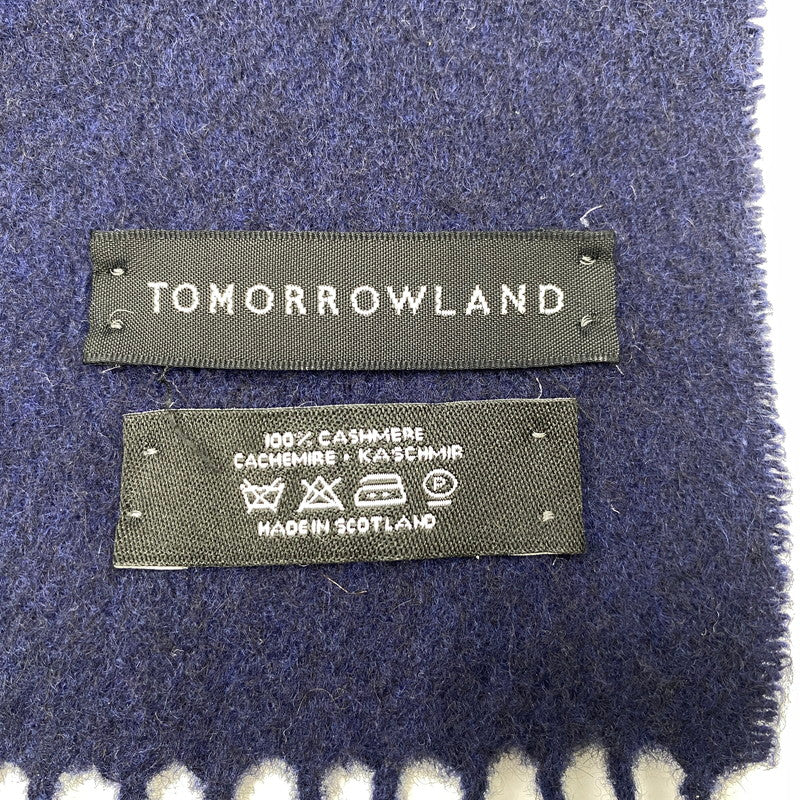 TOMORROWLAND
100% CASHMERE
CACHEMIRE • KASCHMIR
P
MADE IN SCOTLAND